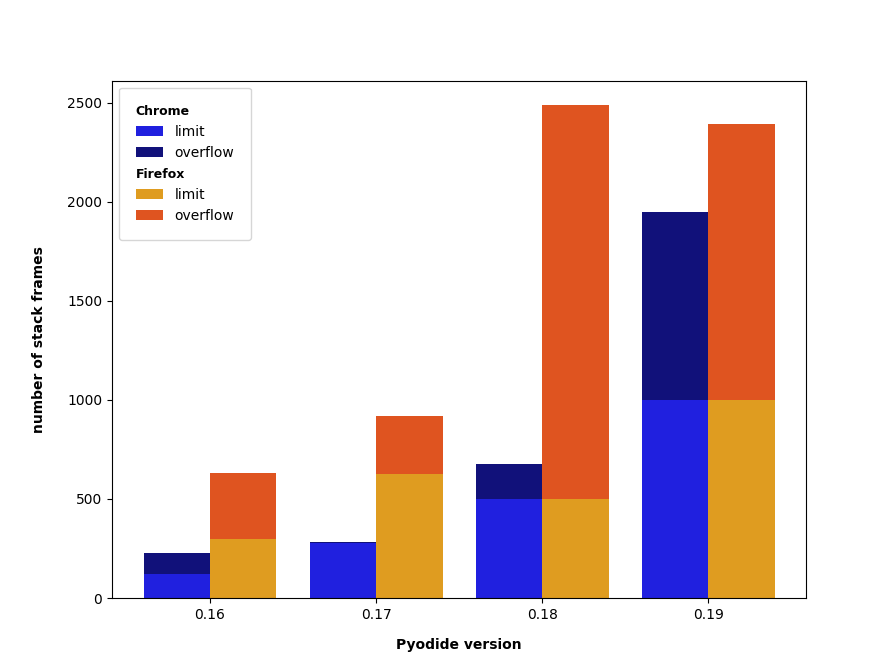 2500
2000
1500
1000
500
0
number of stack frames
Chrome
limit
overflow
Firefox
limit
overflow
0.16 0.17 0.18 0.19
Pyodide version